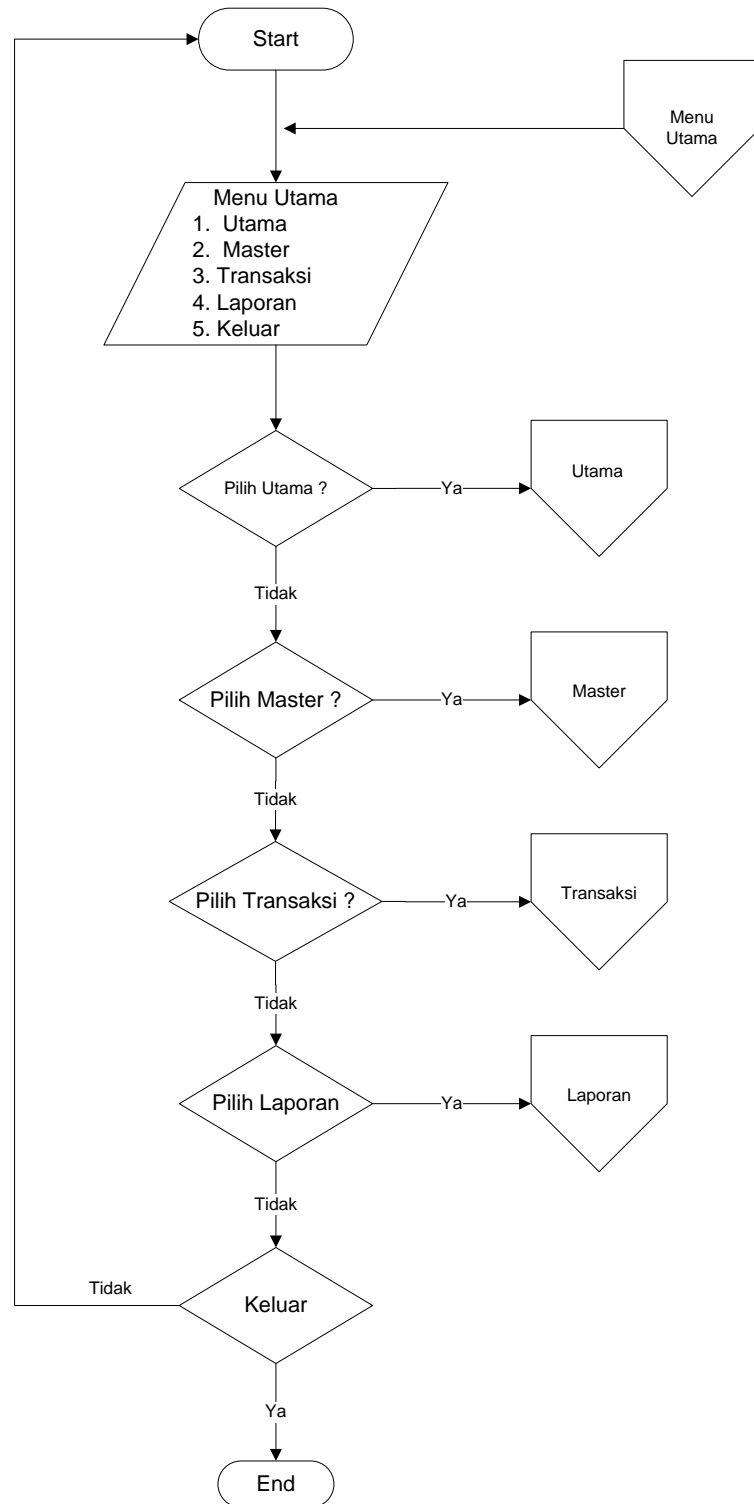 Start
Menu
Utama
Menu Utama
1. Utama
2. Master
3. Transaksi
4. Laporan
5. Keluar
Pilih Utama ?
Ya
Utama
Tidak
Pilih Master ?
Ya
Master
Tidak
Pilih Transaksi ?
Ya
Transaksi
Tidak
Pilih Laporan
Ya
Laporan
Tidak
Tidak
Keluar
Ya
End